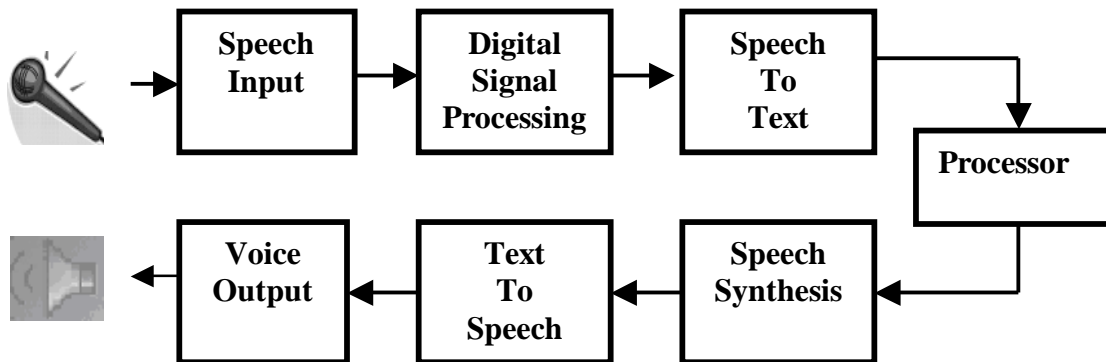 Speech
Input
Digital
Signal
Processing
Speech
To
Text
Processor
Speech
Synthesis
Text
To
Speech
Voice
Output